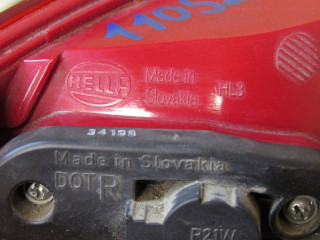 1105
HELLA
Made in
Slovakia
HL3
34198
Made in Slovakia
DOT R
P21W